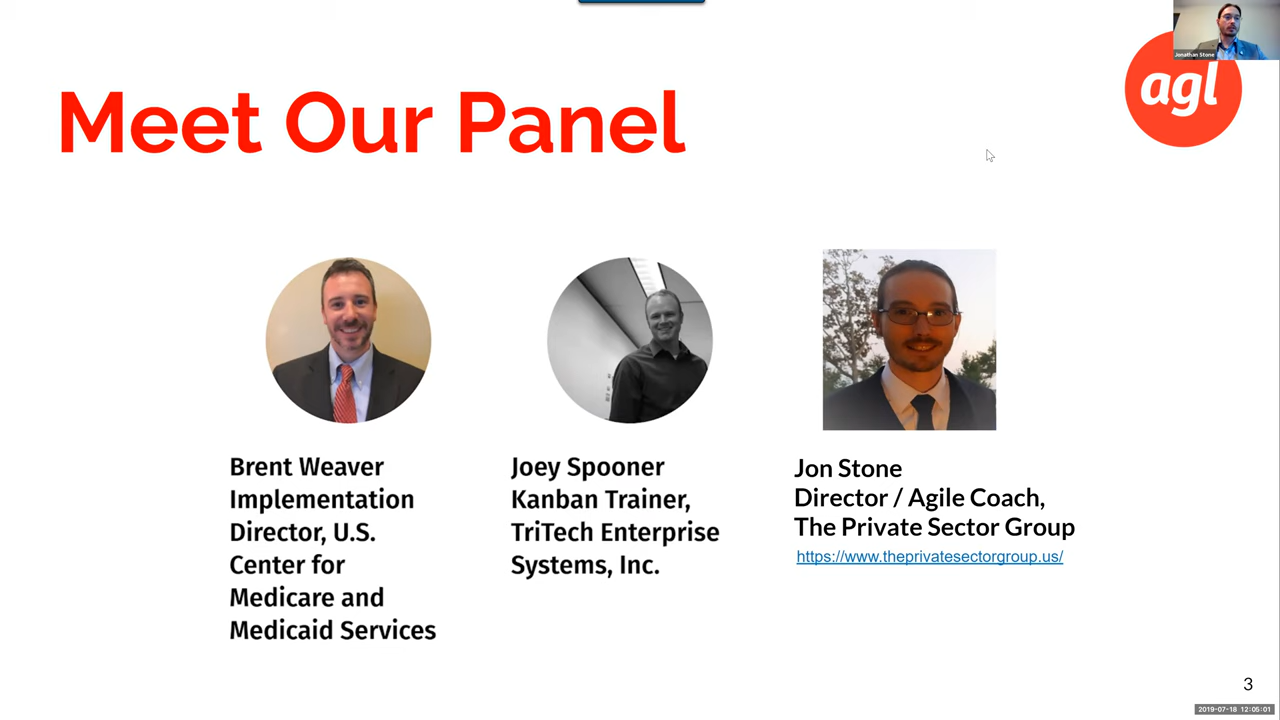 Jonathan Stone
agl
Meet Our Panel
Brent Weaver
Implementation
Director, U.S.
Center for
Medicare and
Medicaid Services
Joey Spooner
Kanban Trainer,
TriTech Enterprise
Systems, Inc.
Jon Stone
Director / Agile Coach,
The Private Sector Group
https://www.theprivatesectorgroup.us/
3
2019-07-18 12:05:01